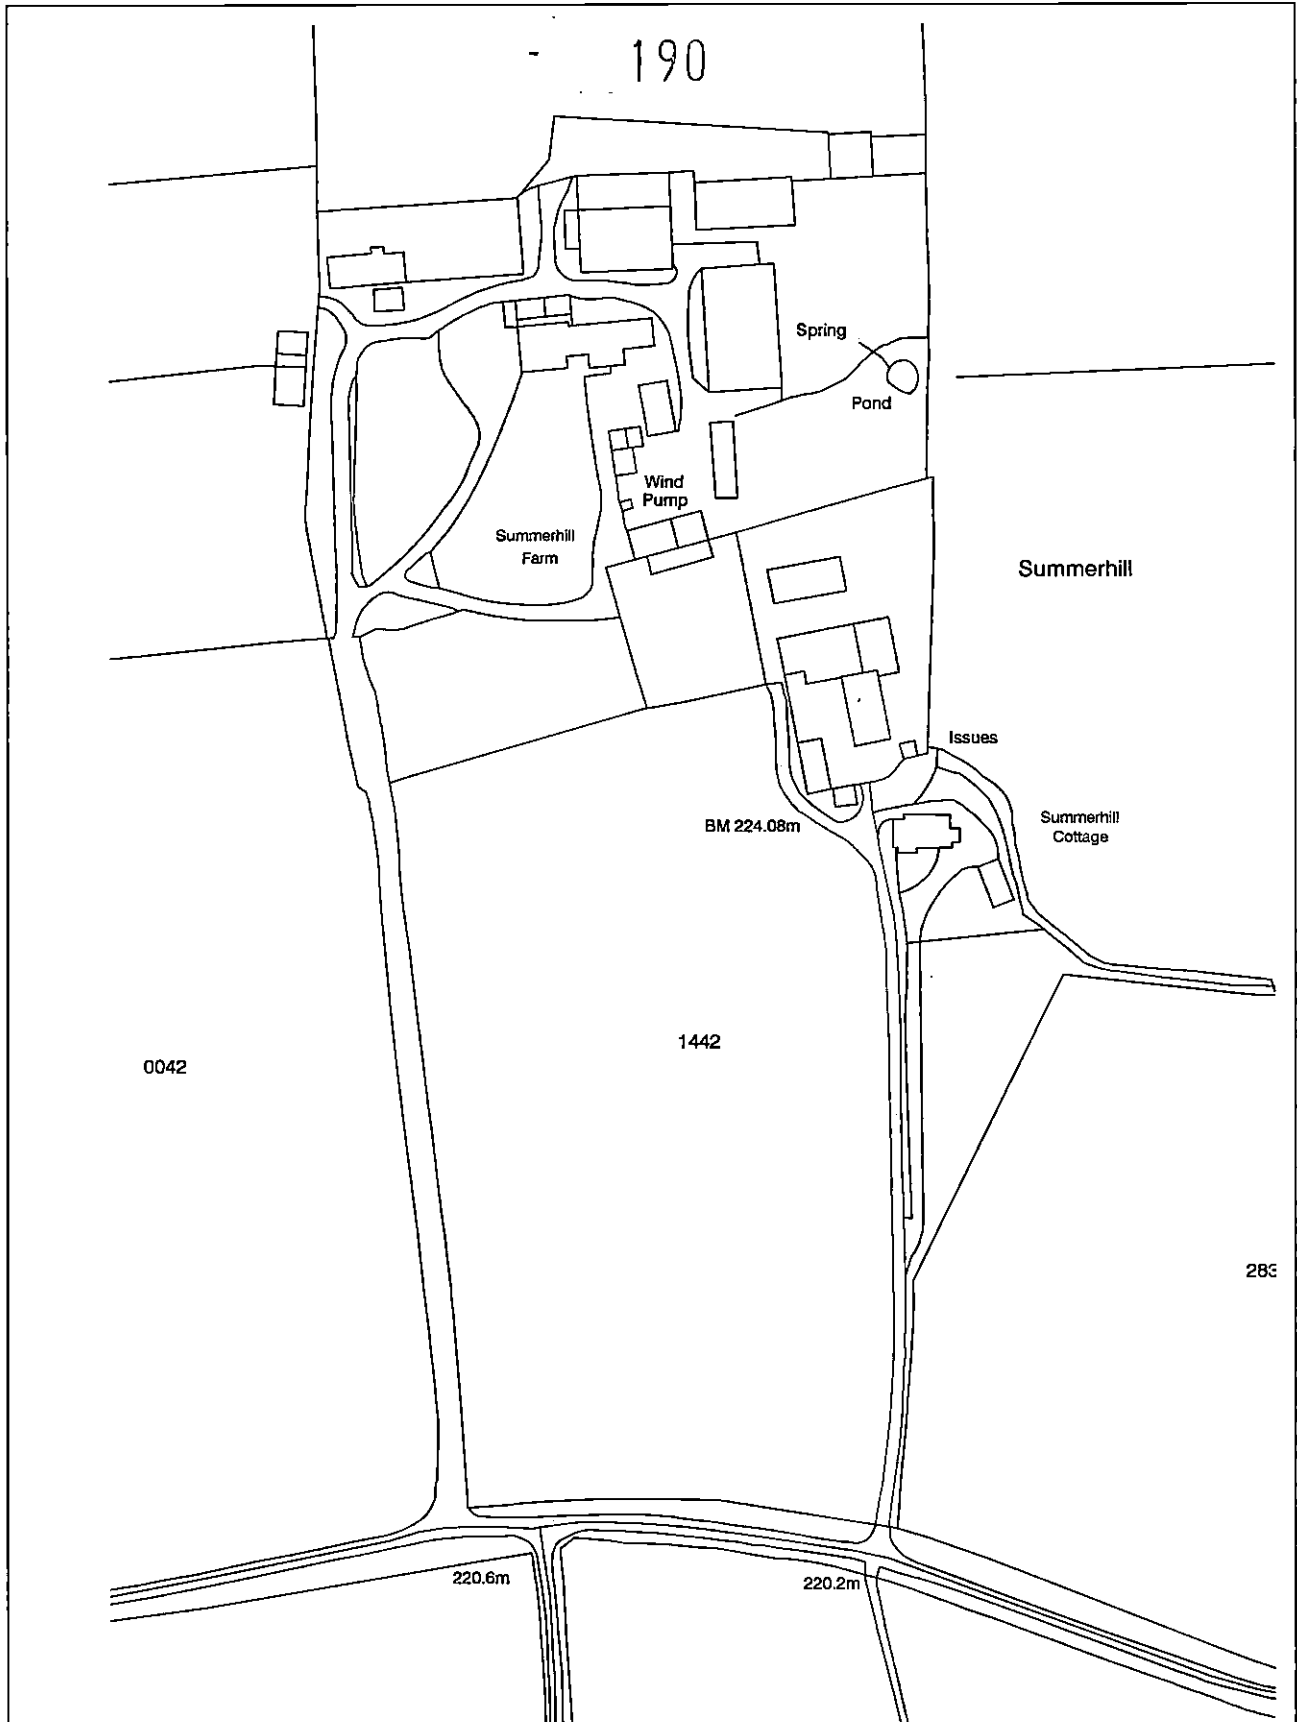 190
Spring
Pond
Wind
Pump
Summerhill
Farm
Summerhill
Issues
BM 224.08m
Summerhill
Cottage
1442
0042
283
220.6m
220.2m